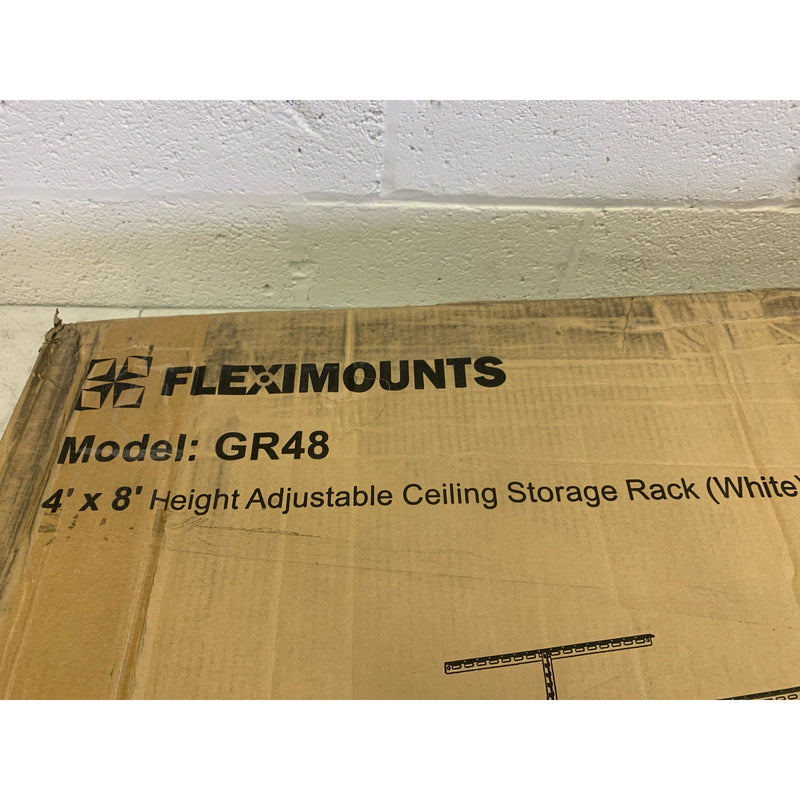 FLEXIMOUNTS
Model: GR48
4' x 8' Height Adjustable Ceiling Storage Rack (White)